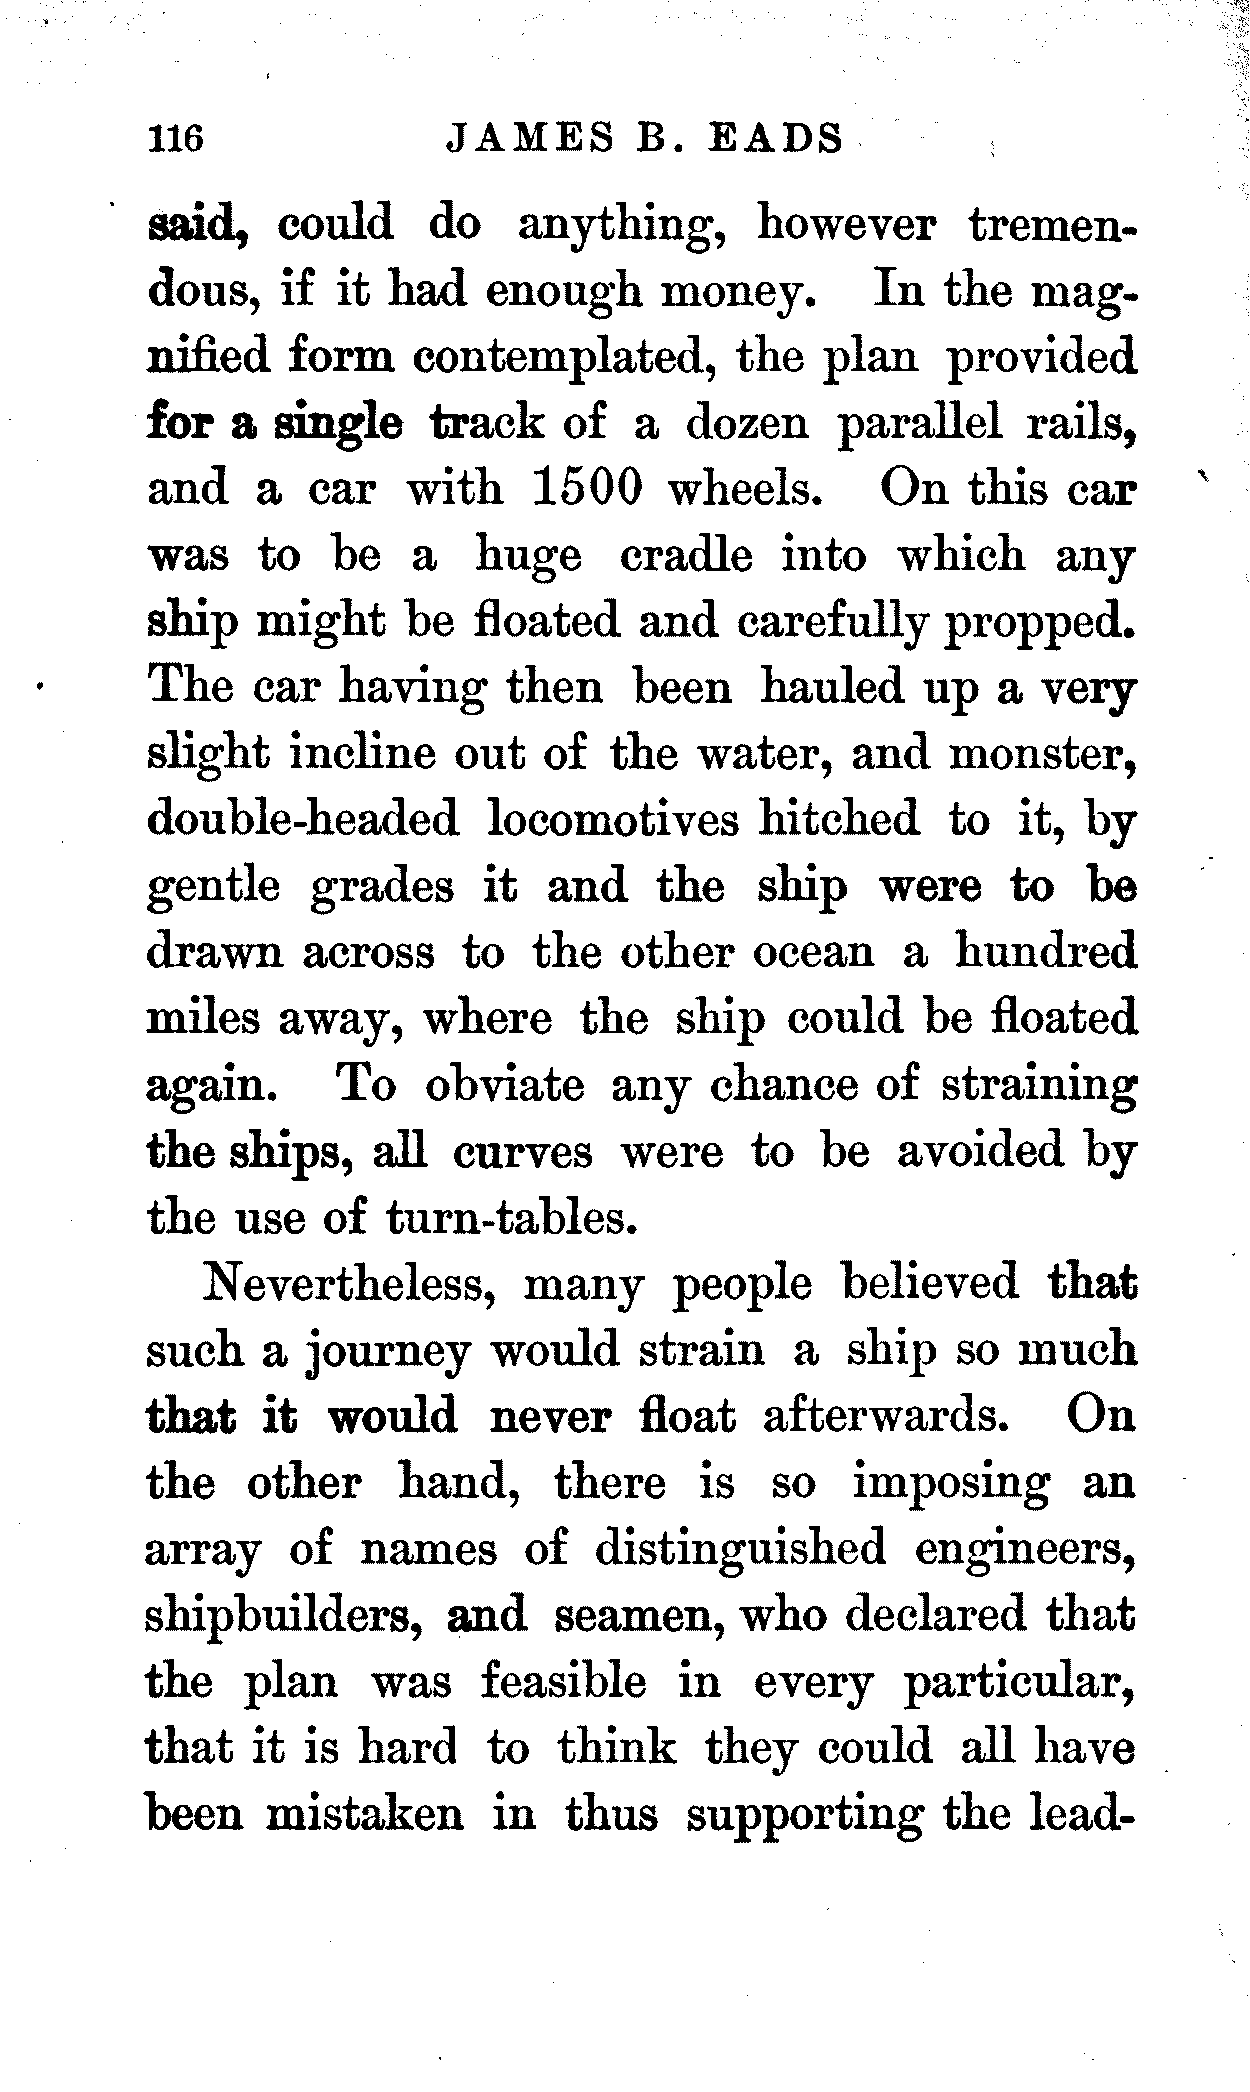 116 JAMES B. EADS
said, could do anything, however tremen-
dous, if it had enough money. In the mag-
nified form contemplated, the plan provided
for a single track of a dozen parallel rails,
and a car with 1500 wheels. On this car
was to be a huge cradle into which any
ship might be floated and carefully propped.
The car having then been hauled up a very
slight incline out of the water, and monster,
double-headed locomotives hitched to it, by
gentle grades it and the ship were to be
drawn across to the other ocean a hundred
miles away, where the ship could be floated
again. To obviate any chance of straining
the ships, all curves were to be avoided by
the use of turn-tables.
Nevertheless, many people believed that
such a journey would strain a ship so much
that it would never float afterwards. On
the other hand, there is so imposing an
array of names of distinguished engineers,
shipbuilders, and seamen, who declared that
the plan was feasible in every particular,
that it is hard to think they could all have
been mistaken in thus supporting the lead-